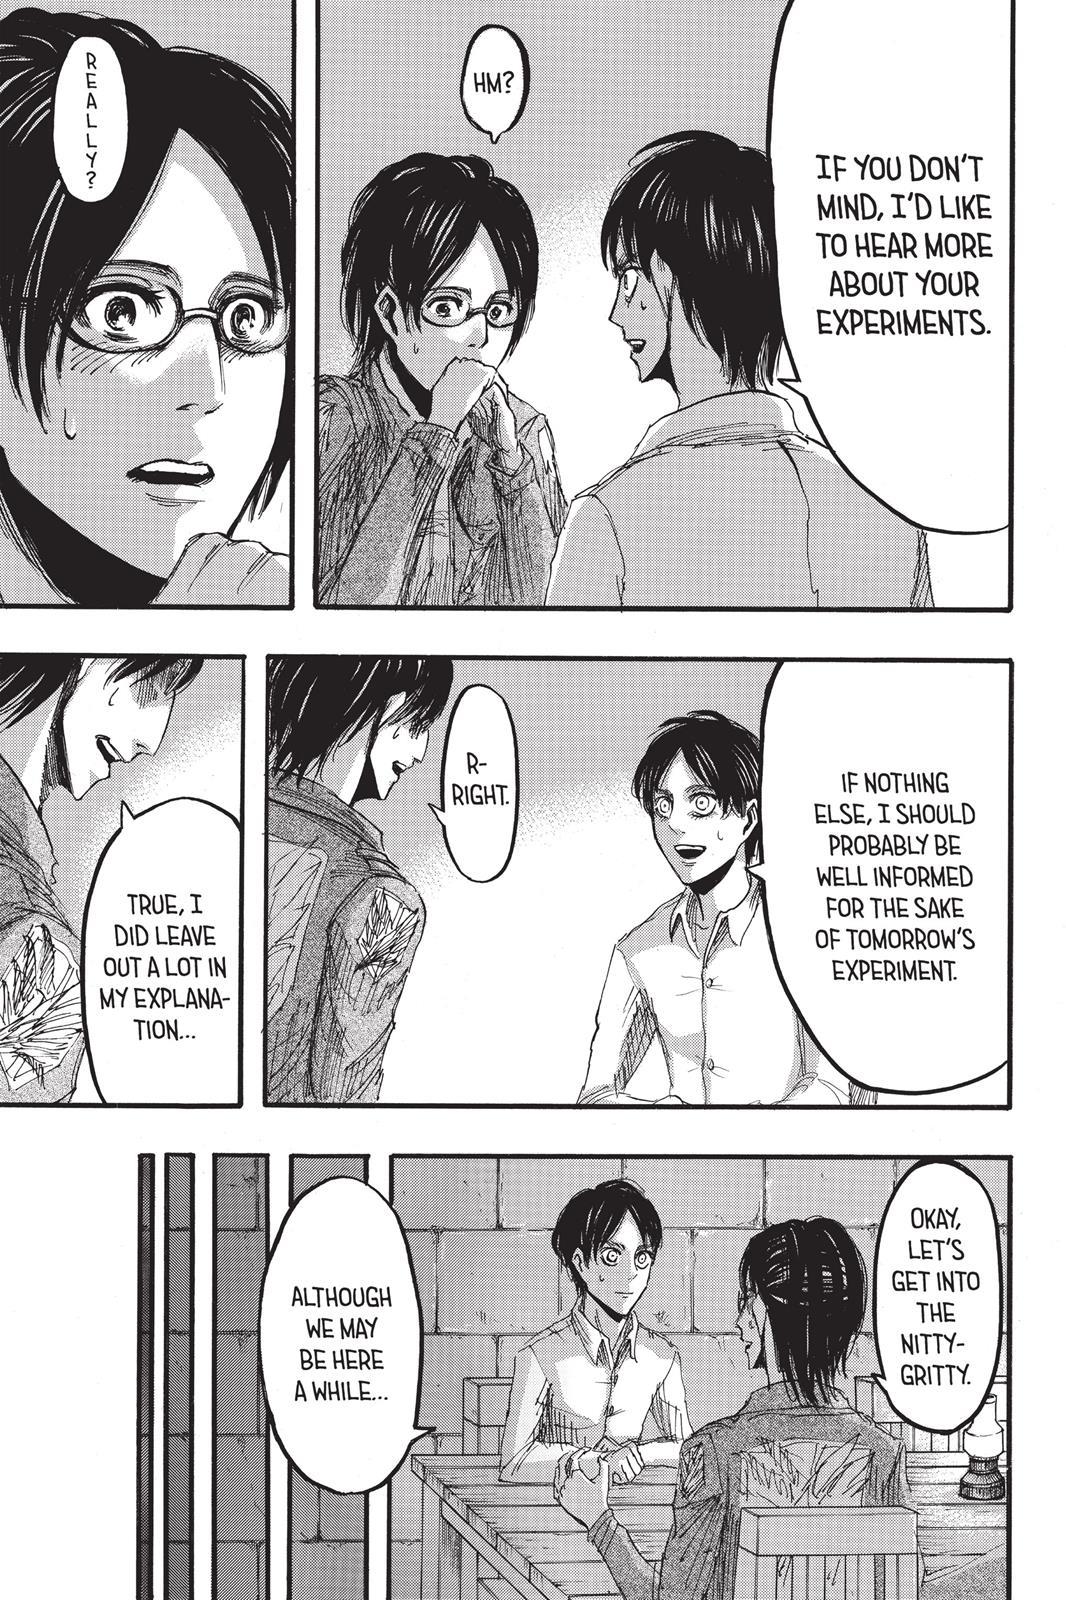 IF YOU DON'T
MIND, I'D LIKE
TO HEAR MORE
ABOUT YOUR
EXPERIMENTS.
HM?
REALLY?
IF NOTHING
ELSE, I SHOULD
PROBABLY BE
WELL INFORMED
FOR THE SAKE
OF TOMORROW'S
EXPERIMENT.
R-
RIGHT.
TRUE, I
DID LEAVE
OUT A LOT IN
MY EXPLANA-
TION...
OKAY,
LET'S
GET INTO
THE
NITTY-
GRITTY.
ALTHOUGH
WE MAY
BE HERE
A WHILE...